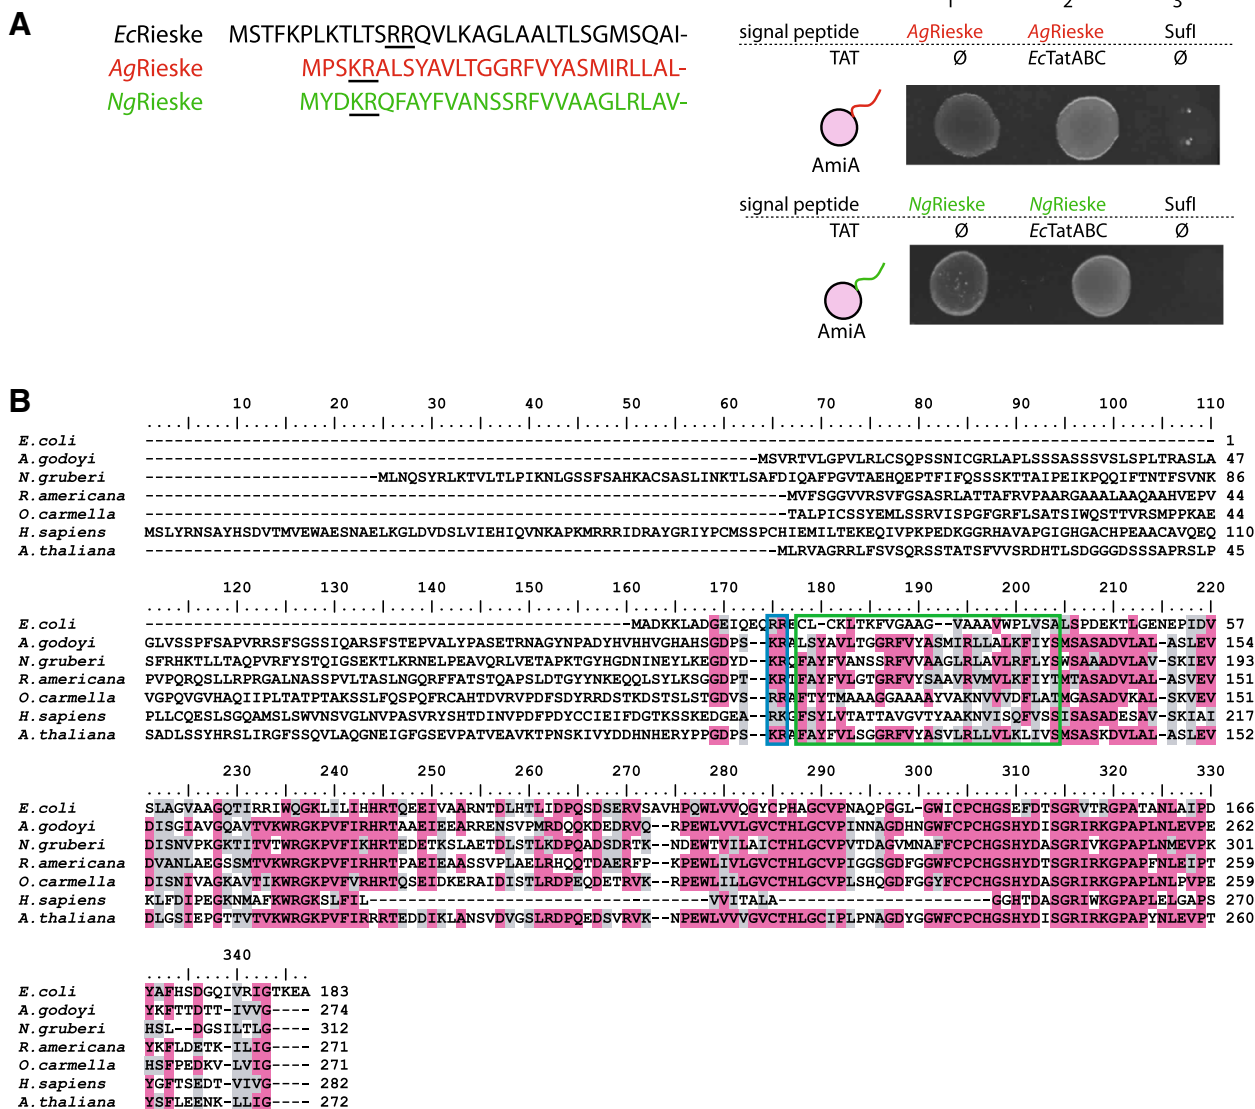 A
EcRieske MSTFKPLKTLTSRRQVLKAGLAALTLSGMSQAI-
AgRieske MPSKRALSYAVLTGGRFVYASMIRLLAL-
NgRieske MYDKRQFAYFVANSSRFVVAAGLRLAV-
1 2 3
signal peptide AgRieske AgRieske SufI
TAT Ø EcTatABC Ø
AmiA
signal peptide NgRieske NgRieske SufI
TAT Ø EcTatABC Ø
AmiA
B
10 20 30 40 50 60 70 80 90 100 110
E.coli 1
A.godoyi MSVRTVLGPVLRLCSQPSSNICGRLAPLSSSASSSVSLSPLTRASLA 47
N.gruberi MLNQSYRLKTVLTLPIKNLGSSFSAHKACSASLINKTLSAFDIQAFPGVTAEHQEPTFIFQSSSKTTAIPEIKPQQIFTNTFSVNK 86
R.americana MVFSGGVVRSVFGSASRLATTAFRVPAARGAAALAAQAAHVEPV 44
O.carmella TALPICSSYEMLSSRVISPGFGRFLSATSIWQSTTVRSMPPKAE 44
H.sapiens MSLYRNSAYHSDVTMVEWAESNAELKGLDVDSLVIEHIQVNKAPKMRRRIDRAYGRIYPCMSSPCHIEMILTEKEQIVPKPEDKGGRHAVAPGIGHGACHPEAACAVQEQ 110
A.thaliana MLRVAGRRLFSVSQRSSTATSFVVSRDHTLSDGGGDSSSAPRSLP 45
120 130 140 150 160 170 180 190 200 210 220
E.coli MADKKLADGEIQEQRRECL-CKLTKFVGAAG--VAAAVWPLVSALSPDEKTLGENEPIDV 57
A.godoyi GLVSSPFSAPVRRSFSGSSIQASRSFSTEPVALYPASETRNAGYNPADYHVHHVGHAHSGDPS--KRALSYAVLTGGRFVYASMIRLLALKFIYSMSASADVLAL-ASLEV 154
N.gruberi SFRHKTLLTAQPVRFYSTQIGSEKTLKRNELPEAVQRLVETAPKTGYHGDNINEYLKEGDYD--KRQFAYFVANSSRFVVAAGLRLAVLRFLYSWSAAADVLAV-SKIEV 193
R.americana PVPQRQSLLRPRGALNASSPVLTASLNGQRFFATSTQAPSLDTGYYNKEQQLSYLKSGGDPT--KRTFAYFVLGTGRFVYSAAVRVMVLKFIYTMTASADVLAL-ASVEV 151
O.carmella VGPQVGVHAQIIPLTATPTAKSSLFQSPQFRCAHTDVRVPDFSDYRRDSTKDSTSLSTGDVS--RRAFTYTMAAAGGAAAAYVAKNVVVDFLATMGASADVKAL-SKVEV 151
H.sapiens PLLCQESLSGQAMSLSWVNSVGLNVPASVRYSHTDINVPDFPDYCCIEIFDGTKSSKEDGEA--RKGFSYLVTATTAVGVTYAAKNVISQFVSSISASADESAV-SKIAI 217
A.thaliana SADLSSYHRSLIRGFSSQVLAQGNEIGFGSEVPATVEAVKTPNSKIVYDDHNHERYPPGDPS--KRAFAYFVLSGGRFVYASVLRLLVLKLIVSMSASKDVLAL-ASLEV 152
230 240 250 260 270 280 290 300 310 320 330
E.coli SLAGVAAGQTIRRIWQGKLILIHHRTQEEIVAARNTDLHTLIDPQSDSERVSAVHPQWLVVQGYCPHAGCVPNAQPGGL-GWICPCHGSEFDTSGRVTRGPATANLAIPD 166
A.godoyi DISGIAVGQAVTVKWRGKPVFIRHRTAAEIEEARRENSVPMRDQQKDEDRVQ--RPEWLVVLGVCTHLGCVPINNAGDHNGWFCPCHGSHYDISGRIRKGPAPLNLEVPE 262
N.gruberi DISNVPKGKTITVTWRGKPVFIKHRTEDETKSLAETDLSTLKDPQADSDRTK--NDEWTVILAICTHLGCVPVTDAGVMNAFFCPCHGSHYDTSGRIVKGPAPLNMEVPK 301
R.americana DVANLAEGSSMTVKWRGKPVFIRHRTPAEIAEAASSVPLAELRHQQTDAERFP--KPEWLIVLGVCTHLGCVPIGGSGDFGGWFCPCHGSHYDTSGRIRKGPAPFNLEIPT 259
O.carmella DISNIVAGKAVTIKWRGKPVFVRHRTQSEIDKERAIDISTLRDPEQDETRVK--RPEWLILLGVCTHLGCVPLSHQGDFGGYFCPCHGSHYDASGRIRKGPAPLNLPVPE 259
H.sapiens KLFDIPEGKNMAFKWRGKSLFIL VVITALA GGHTDASGRIWKGPAPLELGAPS 270
A.thaliana DLGSIEPGTTVTVKWRGKPVFIRRRTEDDIKLANSVDVGSLRDPQEDSVRVK--NPEWLVVVGVCTHLGCIPLPNAGDYGGWFCPCHGSHYDISGRIRKGPAPYNLEVPT 260
340
E.coli YAFHSDGQIVRIGTKEA 183
A.godoyi YKFTTDTT-IVVG---- 274
N.gruberi HSL--DGSILTLG---- 312
R.americana YKFLDETK-ILIG---- 271
O.carmella HSFPEDKV-LVIG---- 271
H.sapiens YGFTSEDT-VIVG---- 282
A.thaliana YSFLEENK-LLIG---- 272